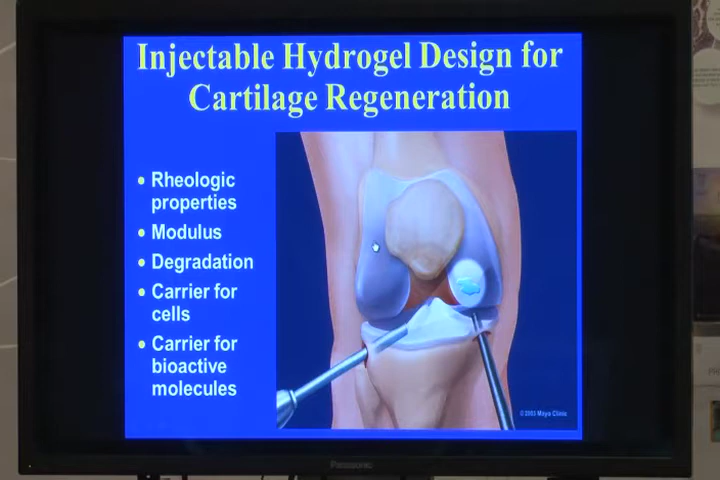 Injectable Hydrogel Design for
Cartilage Regeneration
• Rheologic
properties
• Modulus
• Degradation
• Carrier for
cells
• Carrier for
bioactive
molecules
©2003 Mayo Clinic
Panasonic